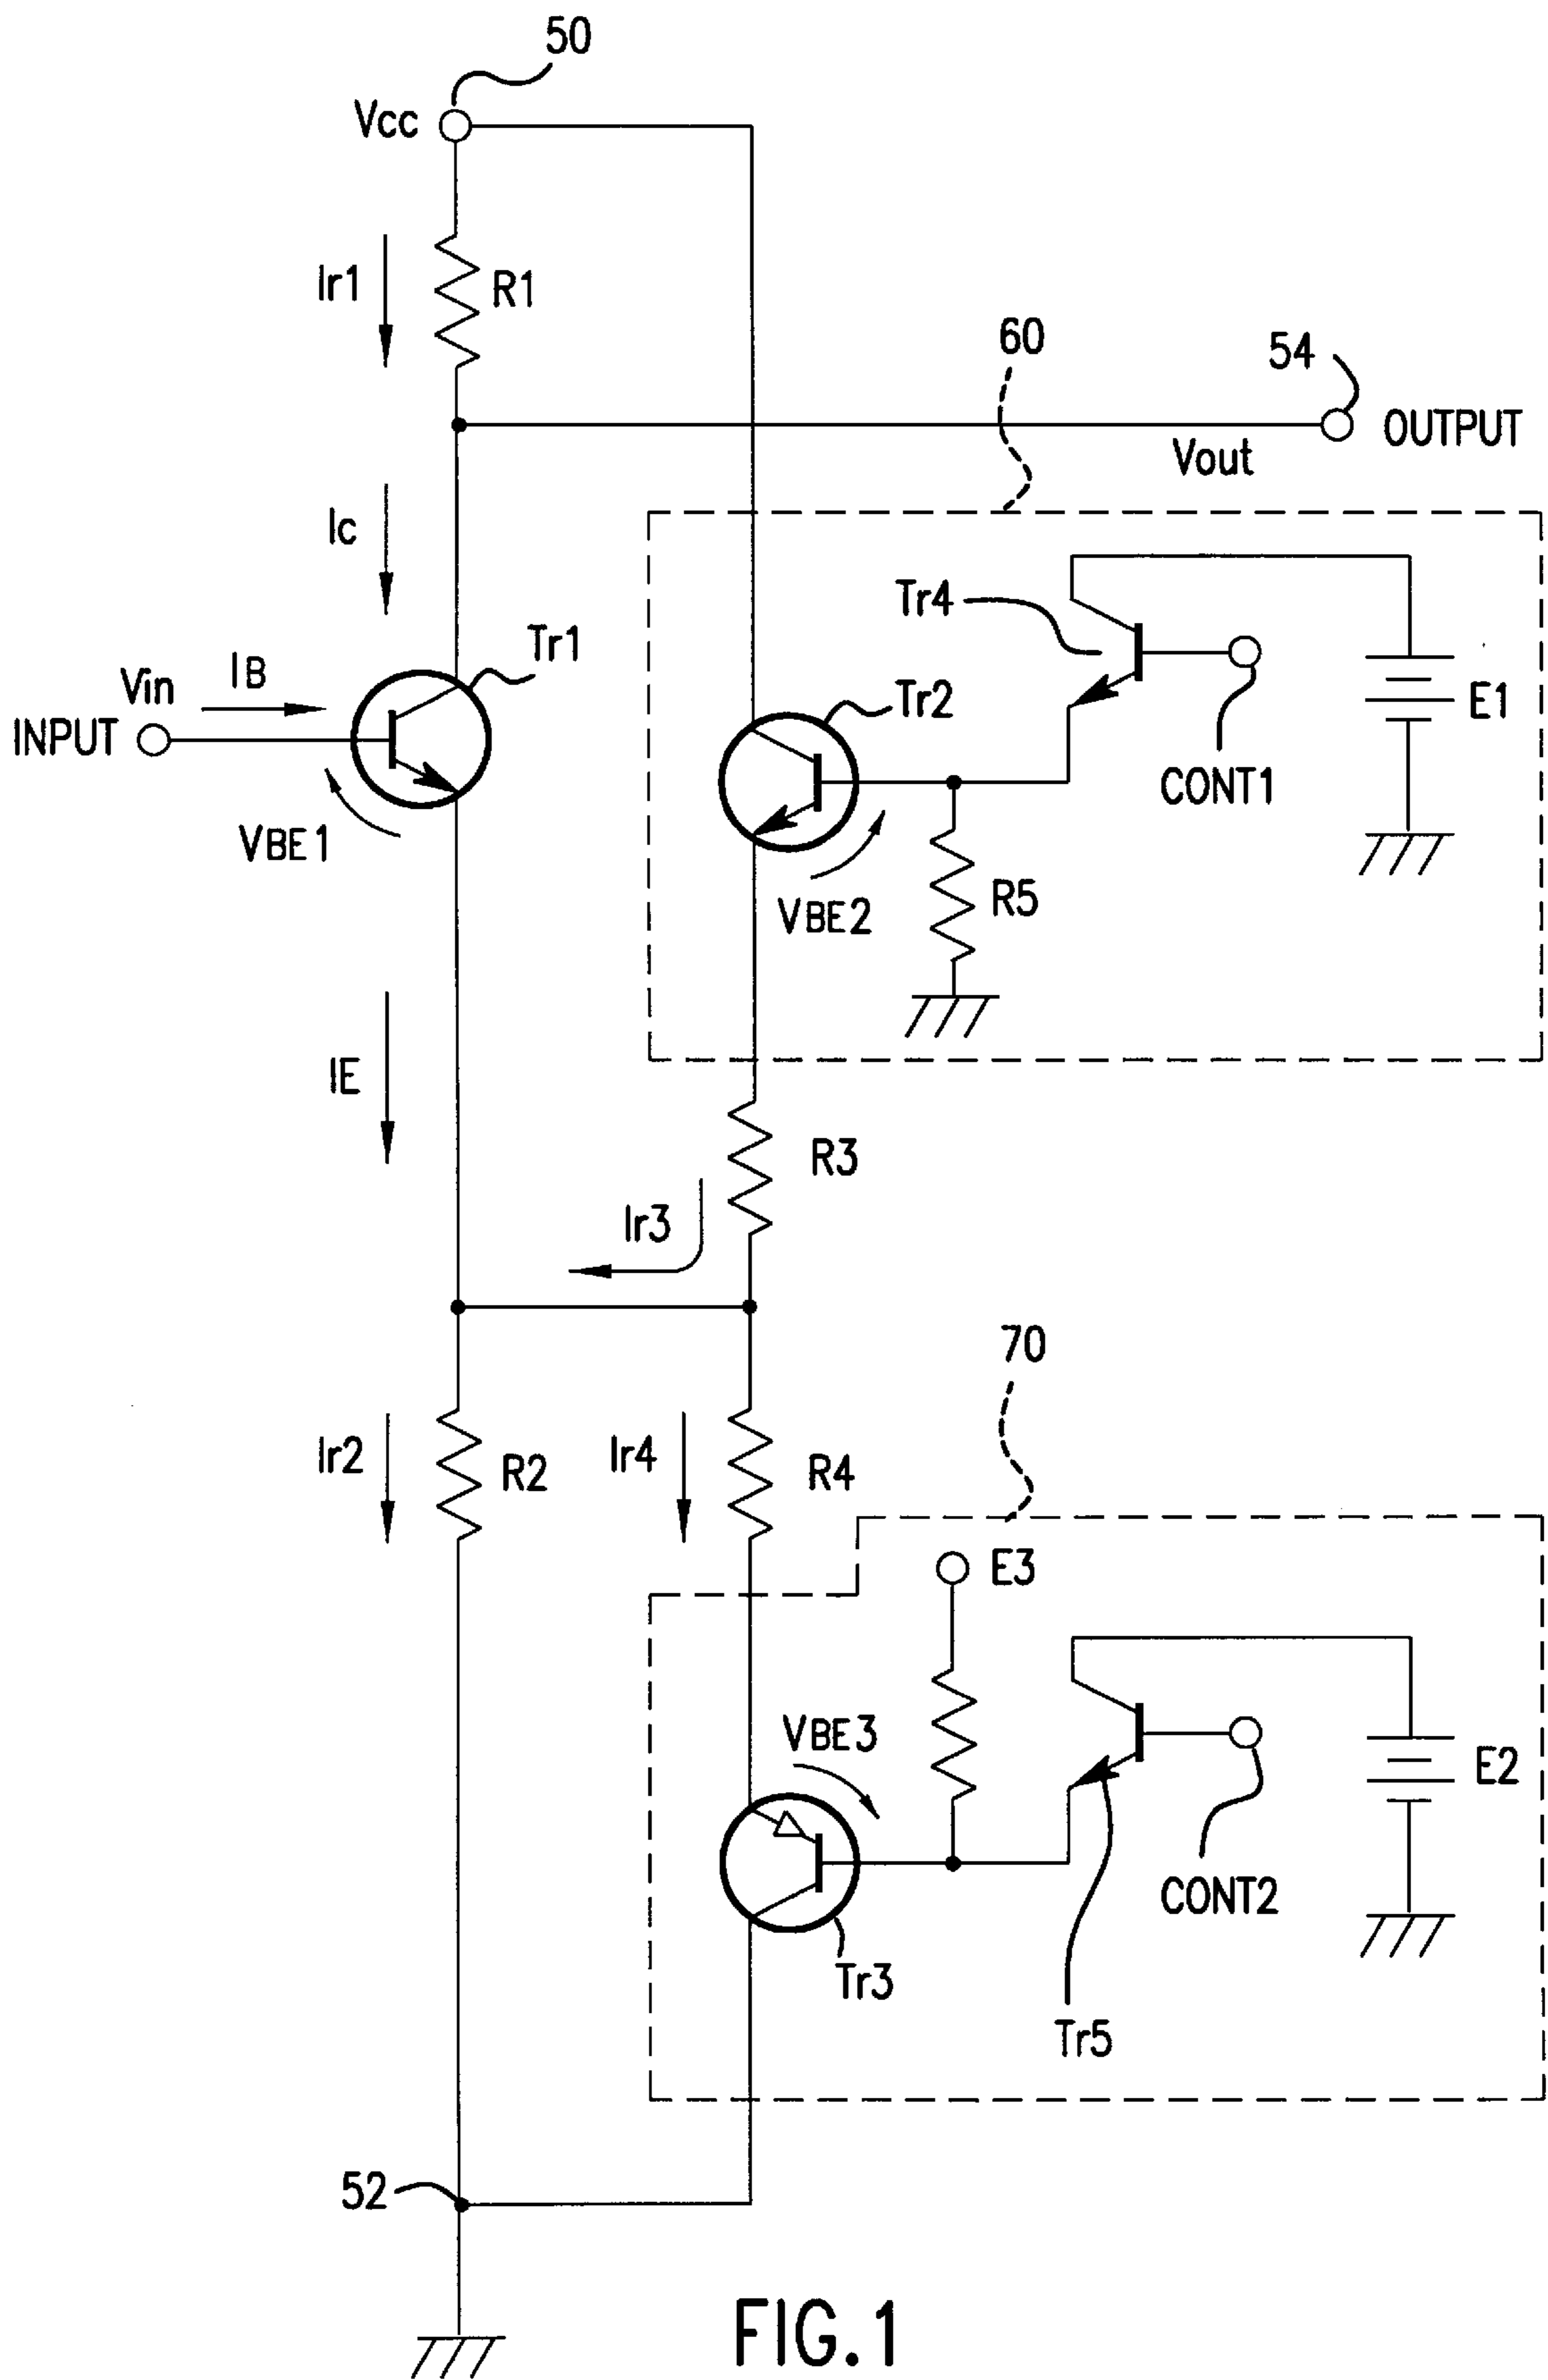 50
Vcc
Ir1
R1
60
54
OUTPUT
Vout
Ic
Tr4
Tr1
Vin
IB
Tr2
E1
INPUT
CONT1
VBE1
R5
VBE2
IE
R3
Ir3
70
Ir2
R2
Ir4
R4
E3
VBE3
E2
CONT2
Tr3
Tr5
52
FIG.1